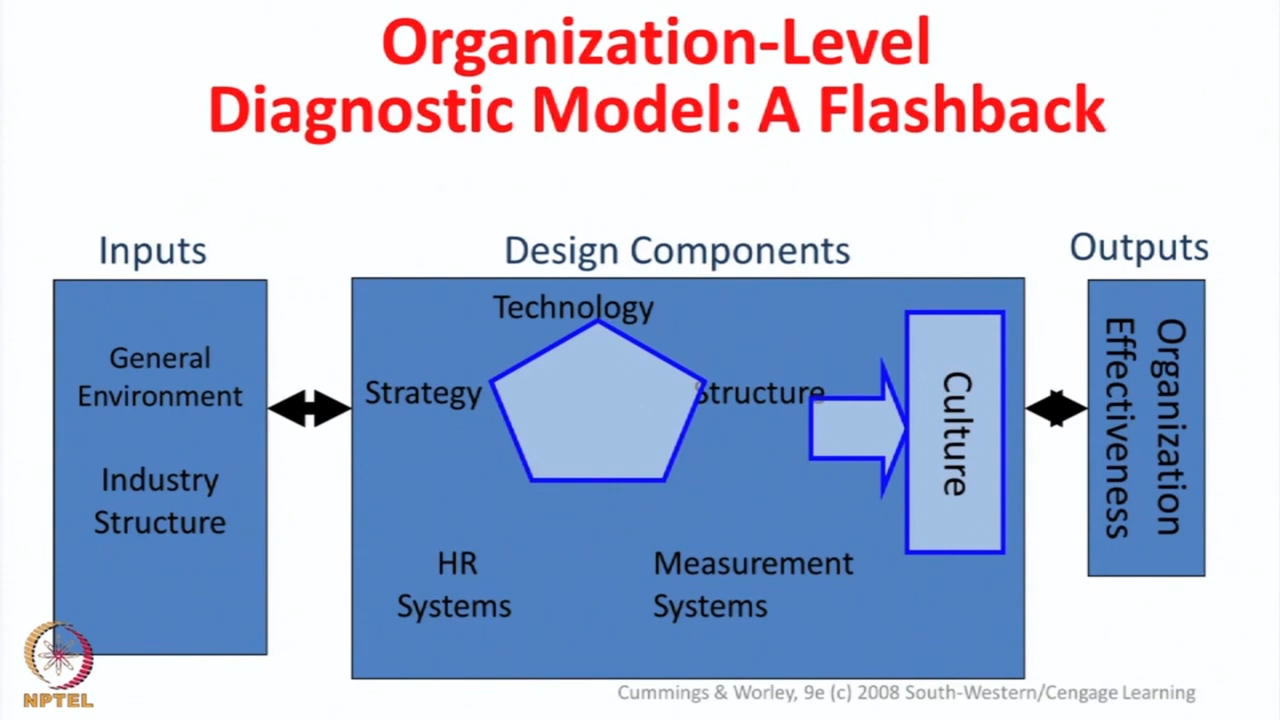 Organization-Level
Diagnostic Model: A Flashback
Inputs
Design Components
Outputs
General
Environment
Industry
Structure
Technology
Strategy
Structure
HR
Systems
Measurement
Systems
Culture
Organization
Effectiveness
NPTEL
Cummings & Worley, 9e (c) 2008 South-Western/Cengage Learning